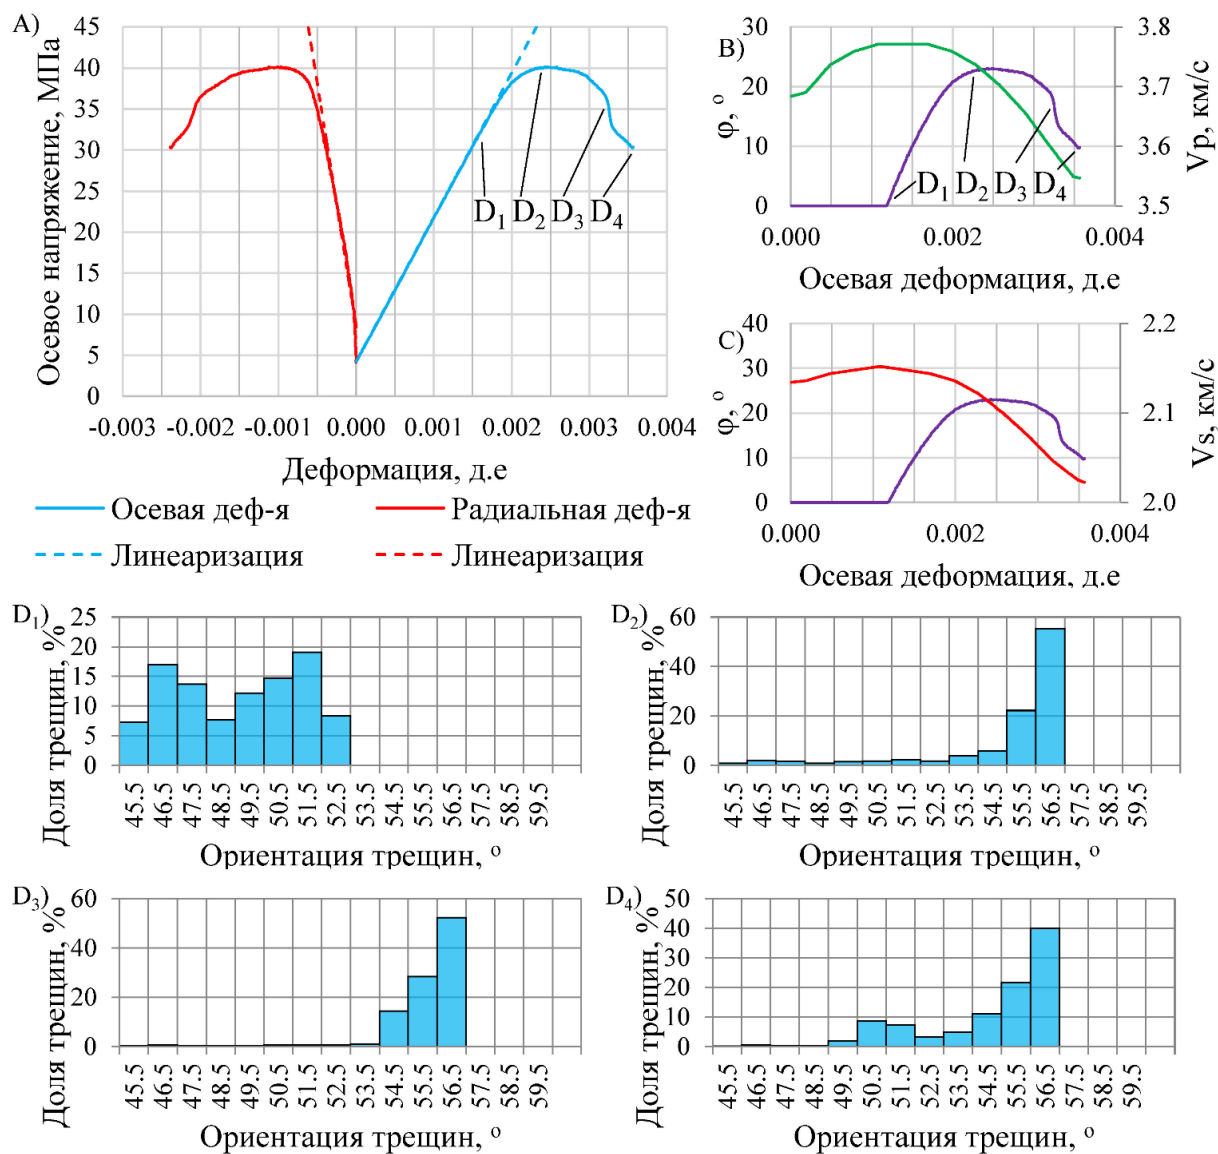 A)
Осевое напряжение, МПа
45
40
35
30
25
20
15
10
5
0
D1 D2 D3 D4
-0.003 -0.002 -0.001 0.000 0.001 0.002 0.003 0.004
Деформация, д.е
Осевая деф-я
Радиальная деф-я
Линеаризация
Линеаризация
B)
φ, °
30
20
10
0
D1 D2 D3 D4
3.8
3.7
3.6
3.5
Vp, км/с
0.000 0.002 0.004
Осевая деформация, д.е
C)
φ, °
40
30
20
10
0
2.2
2.1
2.0
Vs, км/с
0.000 0.002 0.004
Осевая деформация, д.е
D1)
Доля трещин, %
25
20
15
10
5
0
45.5 46.5 47.5 48.5 49.5 50.5 51.5 52.5 53.5 54.5 55.5 56.5 57.5 58.5 59.5
Ориентация трещин, °
D2)
Доля трещин, %
60
40
20
0
45.5 46.5 47.5 48.5 49.5 50.5 51.5 52.5 53.5 54.5 55.5 56.5 57.5 58.5 59.5
Ориентация трещин, °
D3)
Доля трещин, %
60
40
20
0
45.5 46.5 47.5 48.5 49.5 50.5 51.5 52.5 53.5 54.5 55.5 56.5 57.5 58.5 59.5
Ориентация трещин, °
D4)
Доля трещин, %
50
40
30
20
10
0
45.5 46.5 47.5 48.5 49.5 50.5 51.5 52.5 53.5 54.5 55.5 56.5 57.5 58.5 59.5
Ориентация трещин, °